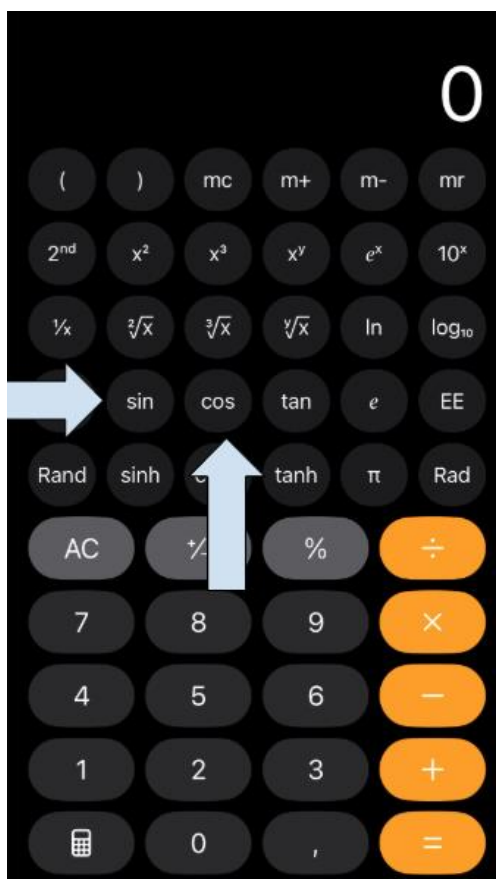 0
( ) mc m+ m- mr
2ⁿᵈ x² x³ xʸ eˣ 10ˣ
¹/x ²√x ³√x ʸ√x ln log₁₀
sin cos tan e EE
Rand sinh tanh π Rad
AC % ÷
7 8 9 ×
4 5 6 −
1 2 3 +
0 , =